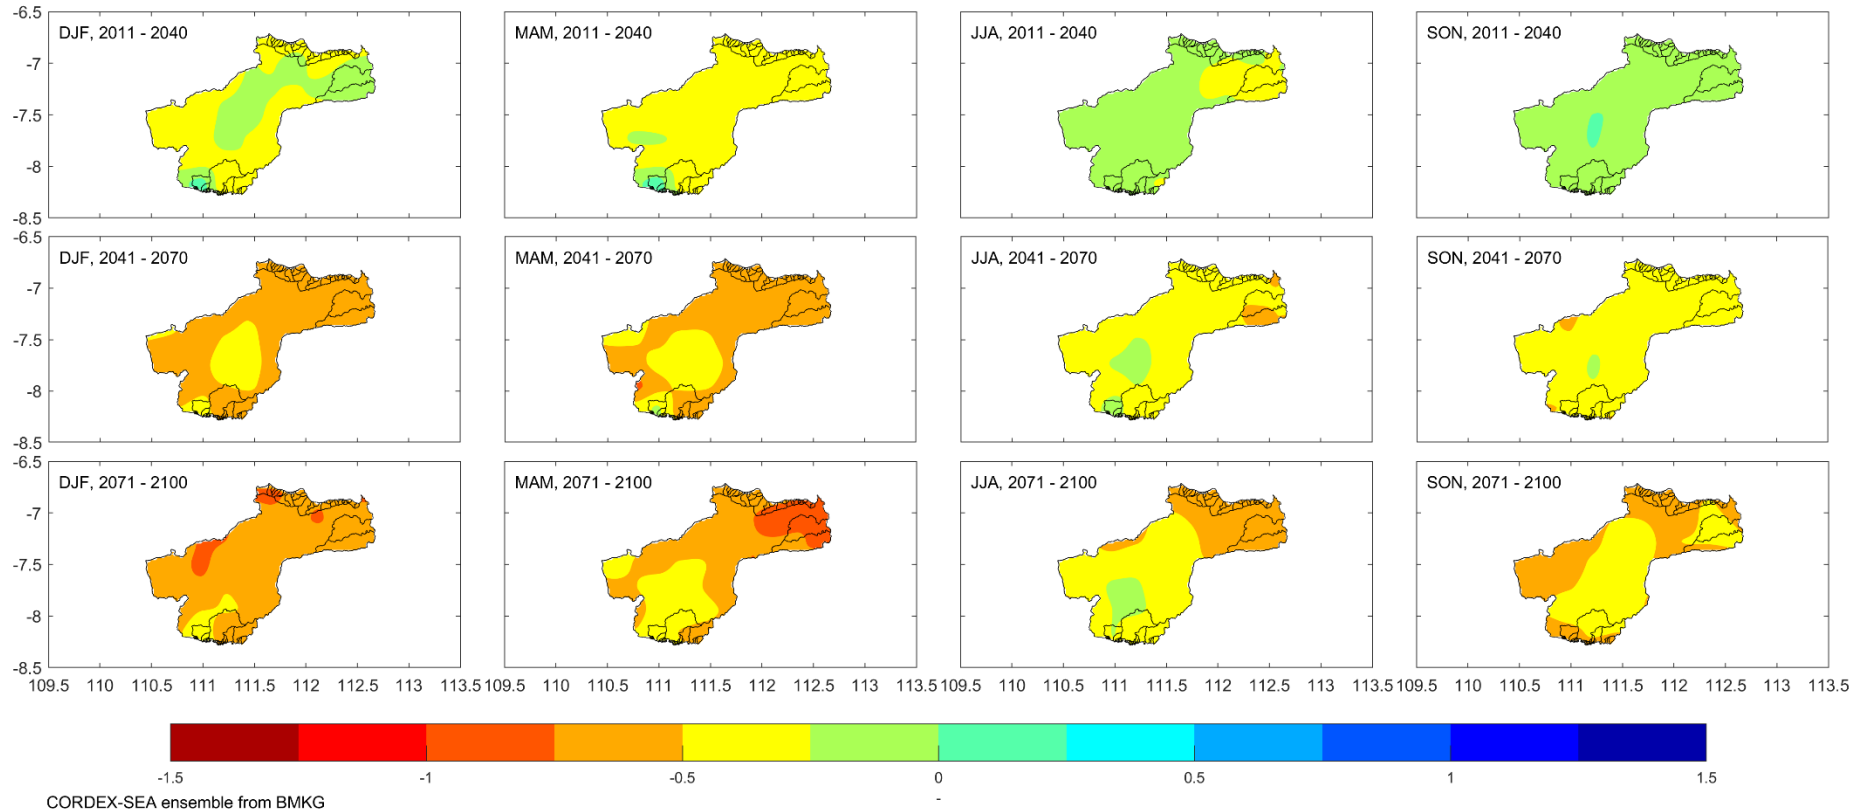 DJF, 2011 - 2040
MAM, 2011 - 2040
JJA, 2011 - 2040
SON, 2011 - 2040
-6.5
-7
-7.5
-8
-8.5
DJF, 2041 - 2070
MAM, 2041 - 2070
JJA, 2041 - 2070
SON, 2041 - 2070
-6.5
-7
-7.5
-8
-8.5
DJF, 2071 - 2100
MAM, 2071 - 2100
JJA, 2071 - 2100
SON, 2071 - 2100
-6.5
-7
-7.5
-8
-8.5
109.5 110 110.5 111 111.5 112 112.5 113 113.5
109.5 110 110.5 111 111.5 112 112.5 113 113.5
109.5 110 110.5 111 111.5 112 112.5 113 113.5
109.5 110 110.5 111 111.5 112 112.5 113 113.5
-1.5 -1 -0.5 0 0.5 1 1.5
CORDEX-SEA ensemble from BMKG
-